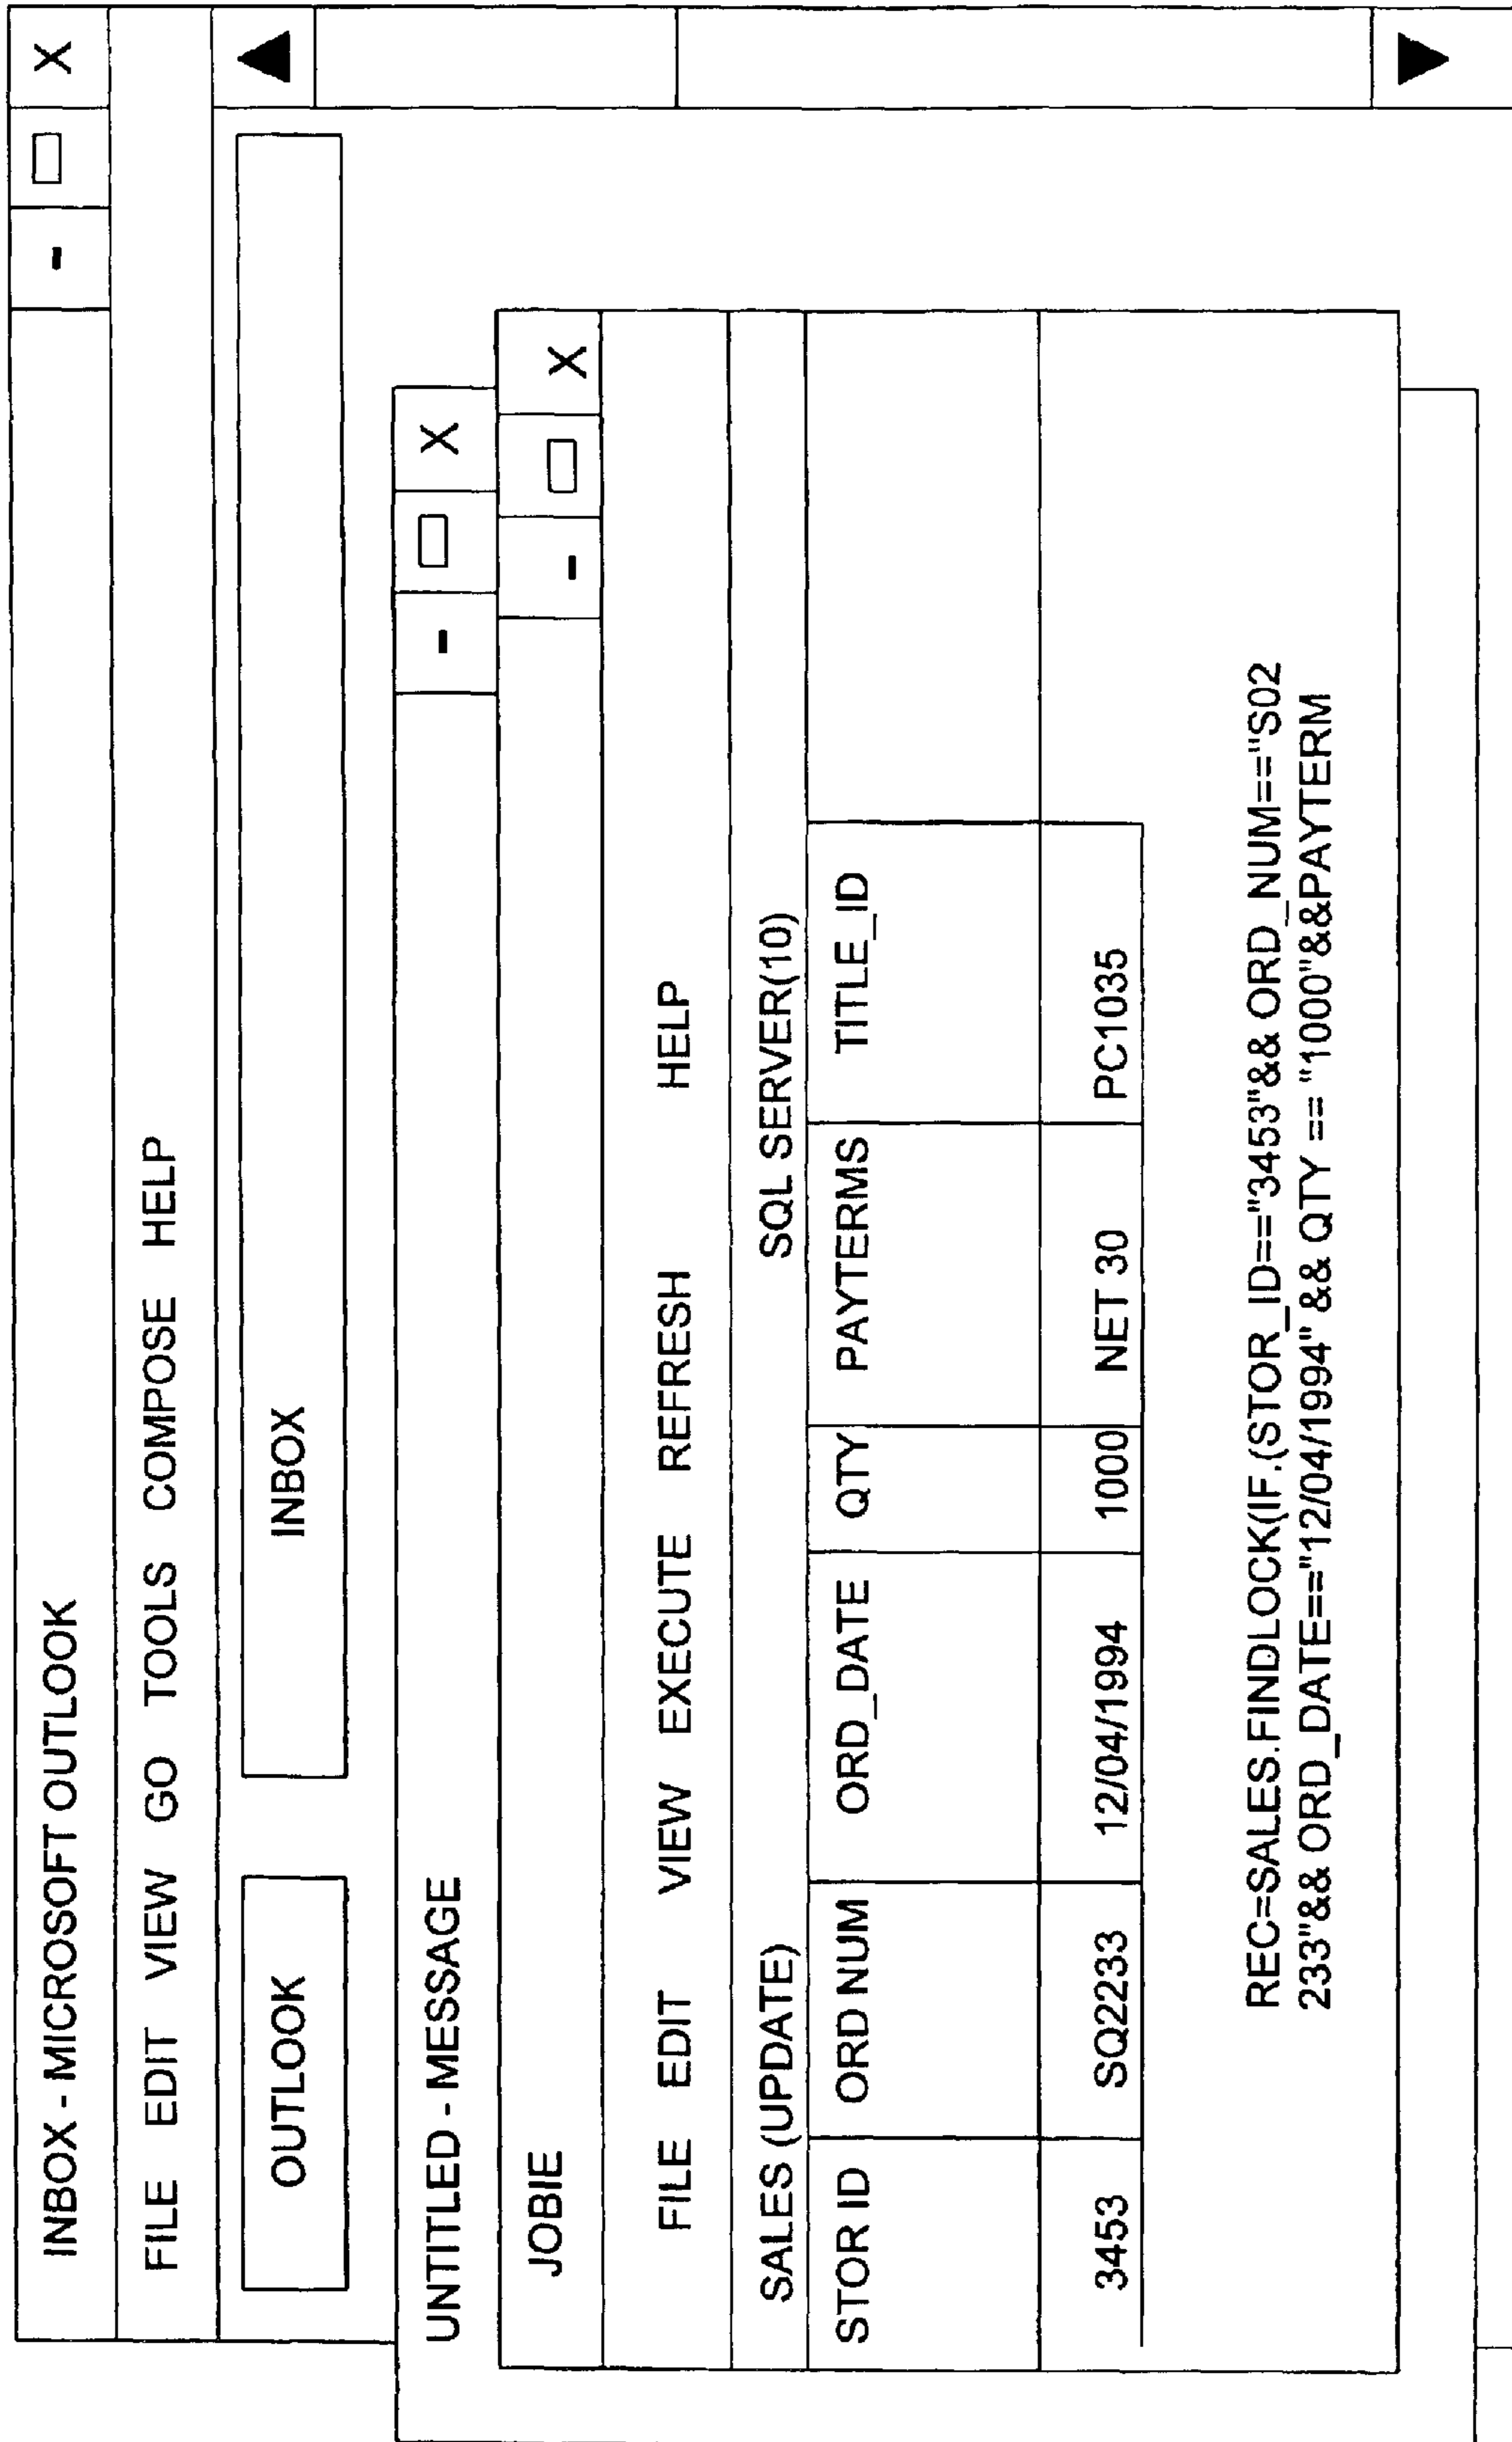 INBOX - MICROSOFT OUTLOOK - X
FILE EDIT VIEW GO TOOLS COMPOSE HELP
OUTLOOK INBOX
UNTITLED - MESSAGE - X
JOBIE - X
FILE EDIT VIEW EXECUTE REFRESH HELP
SALES (UPDATE) SQL SERVER(10)
STOR ID ORD NUM ORD_DATE QTY PAYTERMS TITLE_ID
3453 SQ2233 12/04/1994 1000 NET 30 PC1035
REC=SALES.FINDLOCK(IF.(STOR_ID=="3453"&& ORD_NUM=="S02
233"&& ORD_DATE=="12/04/1994" && QTY == "1000"&&PAYTERM